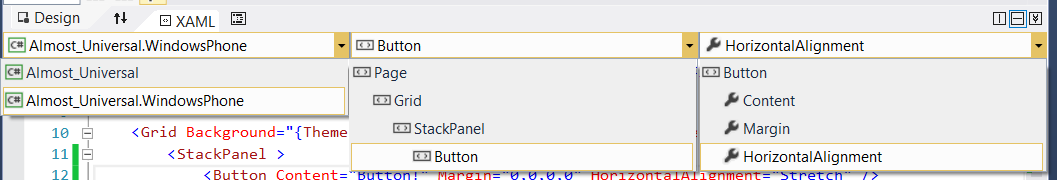 Design XAML
C# Almost_Universal.WindowsPhone Button HorizontalAlignment
C# Almost_Universal Page Button
C# Almost_Universal.WindowsPhone Grid Content
StackPanel Margin
Button HorizontalAlignment
10 <Grid Background="{Theme
11 <StackPanel >
12 <Button Content="Button!" Margin="0,0,0,0" HorizontalAlignment="Stretch" />